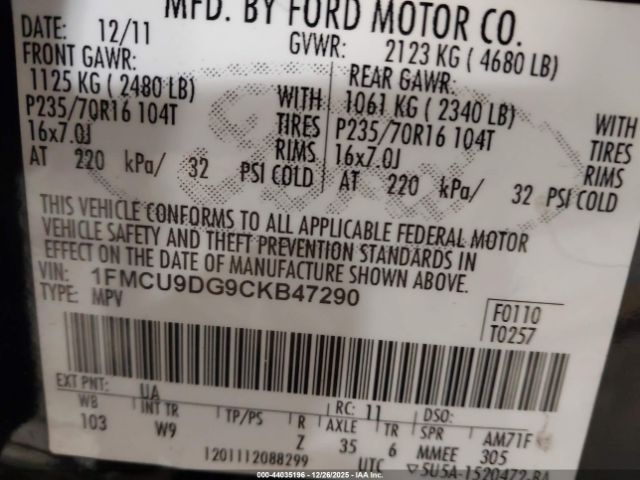 MFD. BY FORD MOTOR CO.
DATE: 12/11 GVWR: 2123 KG ( 4680 LB)
FRONT GAWR: REAR GAWR:
1125 KG ( 2480 LB) WITH 1061 KG ( 2340 LB) WITH
P235/70R16 104T TIRES P235/70R16 104T TIRES
16x7.0J RIMS 16x7.0J RIMS
AT 220 kPa/ 32 PSI COLD AT 220 kPa/ 32 PSI COLD
THIS VEHICLE CONFORMS TO ALL APPLICABLE FEDERAL MOTOR
VEHICLE SAFETY AND THEFT PREVENTION STANDARDS IN
EFFECT ON THE DATE OF MANUFACTURE SHOWN ABOVE.
VIN: 1FMCU9DG9CKB47290
TYPE: MPV F0110
T0257
EXT PNT: UA RC: 11 DSO:
WB INT TR TP/PS R AXLE TR SPR AM71F
103 W9 Z 35 6 MMEE 305
1201112088299 UTC ▽5U5A-1520472-BA
Ford
© 44035196 - 12/26/2025 - IAA Inc.